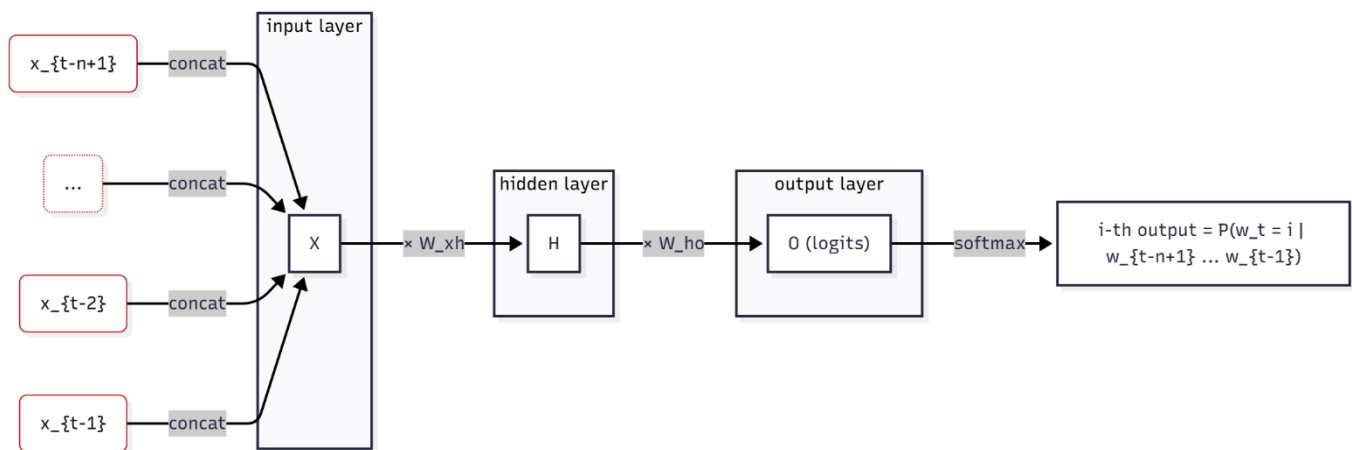 input layer
x_{t-n+1}
concat
...
concat
x_{t-2}
concat
x_{t-1}
concat
X
× W_xh
hidden layer
H
× W_ho
output layer
O (logits)
softmax
i-th output = P(w_t = i |
w_{t-n+1} ... w_{t-1})